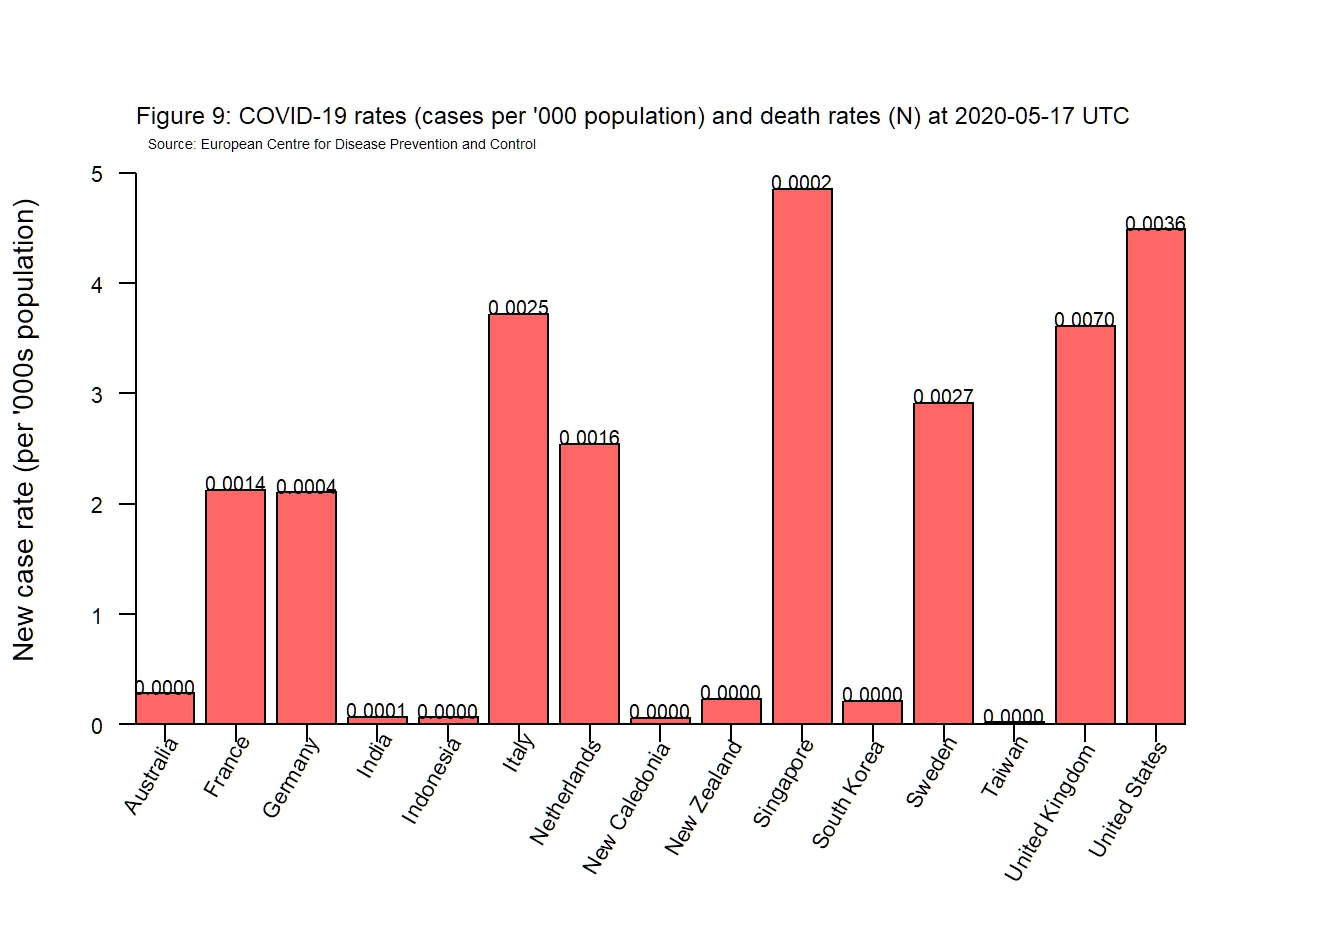 Figure 9: COVID-19 rates (cases per '000 population) and death rates (N) at 2020-05-17 UTC
Source: European Centre for Disease Prevention and Control
New case rate (per '000s population)
5
4
3
2
1
0
0.0000
0.0014
0.0004
0.0001
0.0000
0.0025
0.0016
0.0000
0.0000
0.0002
0.0000
0.0027
0.0000
0.0070
0.0036
Australia
France
Germany
India
Indonesia
Italy
Netherlands
New Caledonia
New Zealand
Singapore
South Korea
Sweden
Taiwan
United Kingdom
United States